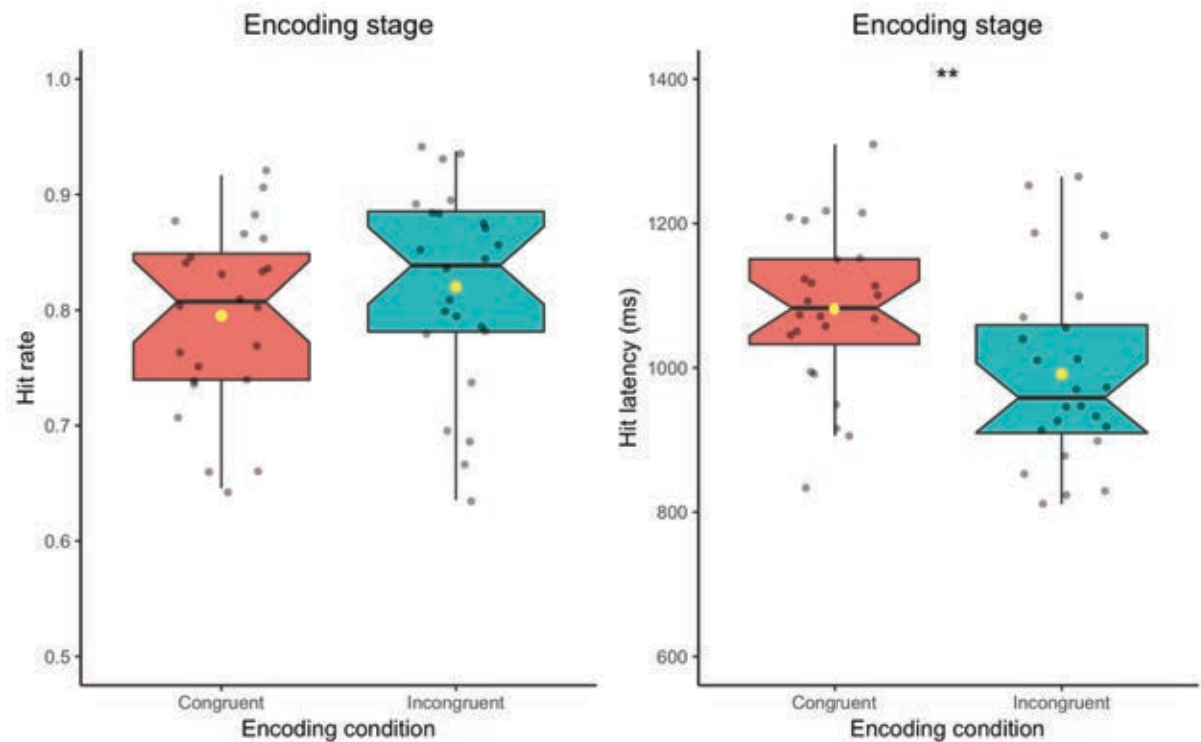 Encoding stage
1.0
0.9
0.8
0.7
0.6
0.5
Hit rate
Congruent
Incongruent
Encoding condition
Encoding stage
**
1400
1200
1000
800
600
Hit latency (ms)
Congruent
Incongruent
Encoding condition